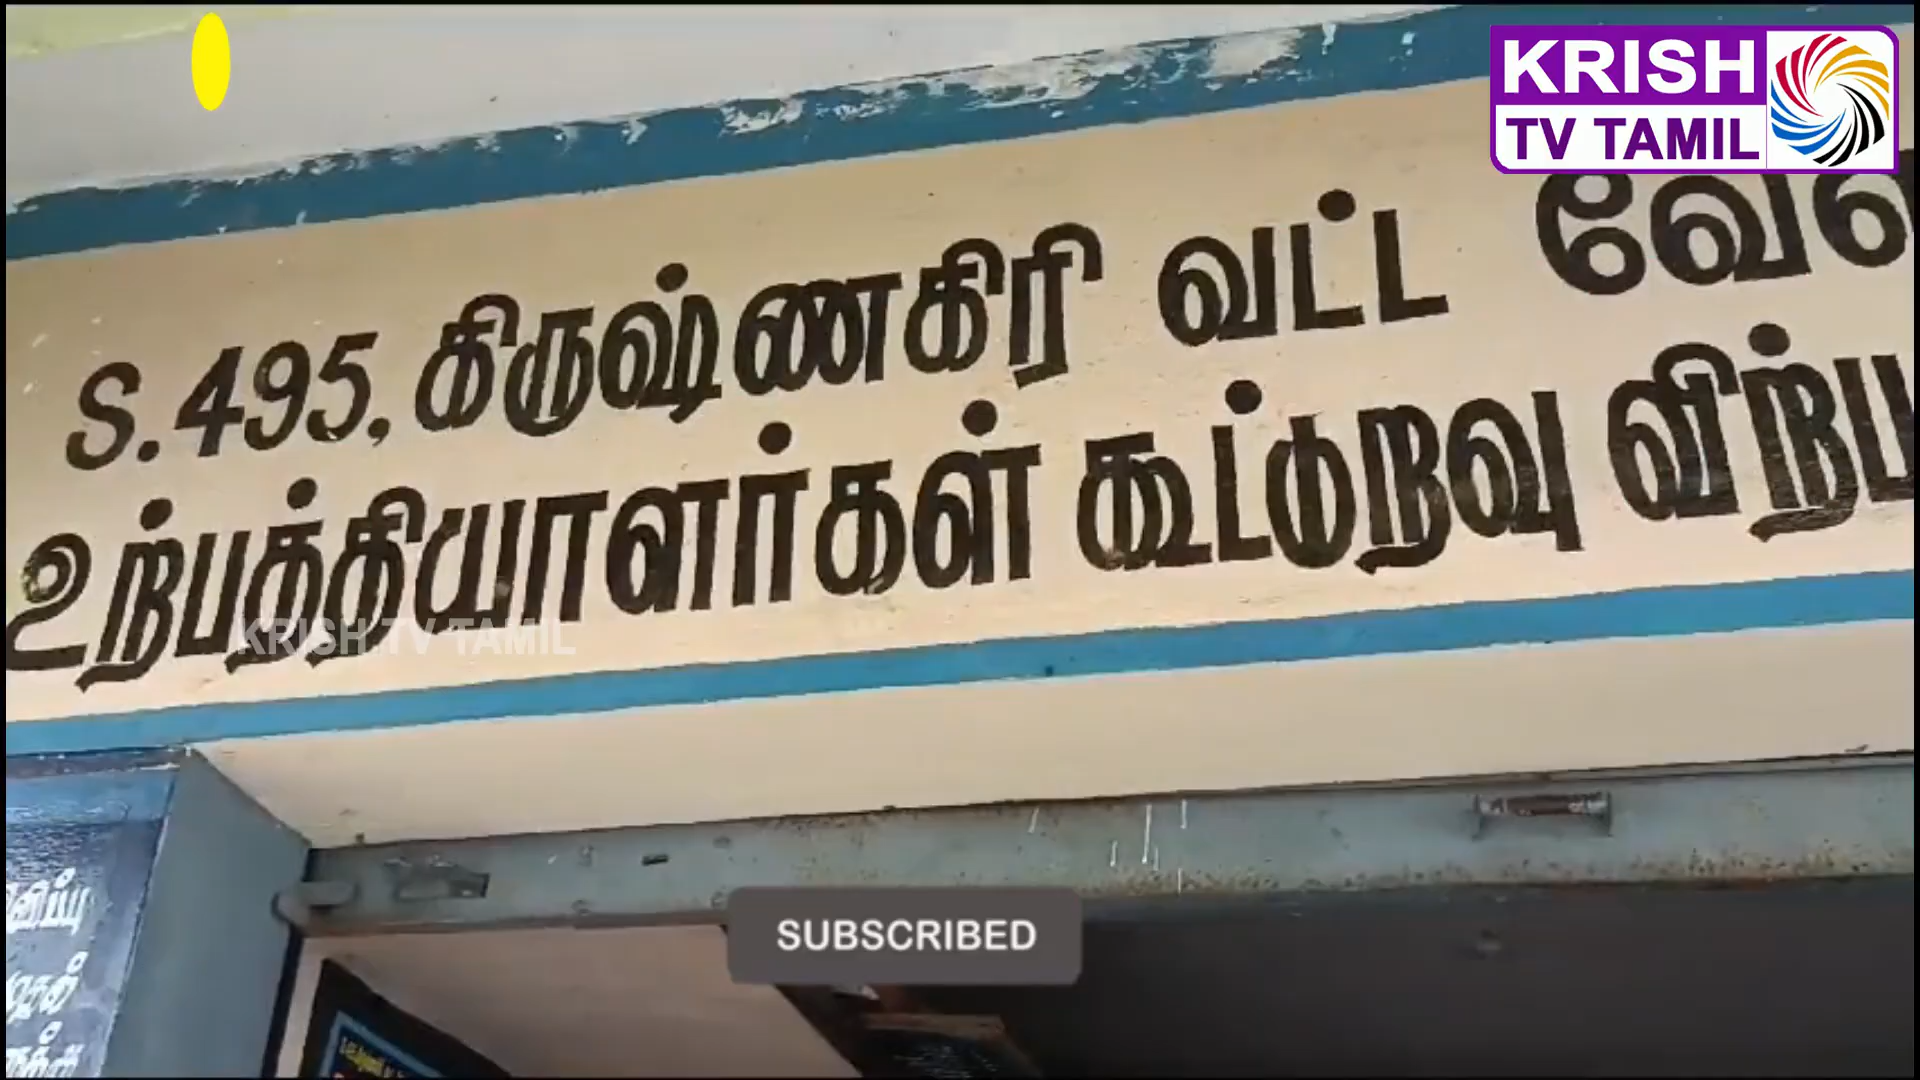 KRISH
TV TAMIL
S.495, கிருஷ்ணகிரி வட்ட
உற்பத்தியாளர்கள் கூட்டுறவு
KRISH TV TAMIL
SUBSCRIBED